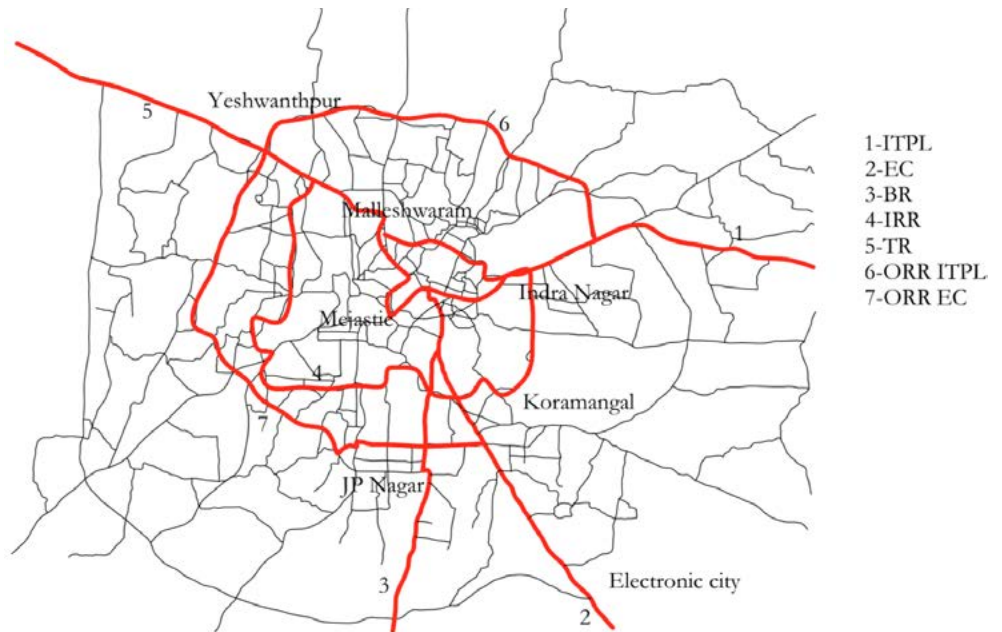 5
Yeshwanthpur
6
Malleshwaram
1
Indra Nagar
Mejastic
4
Koramangal
7
JP Nagar
3
Electronic city
2
1-ITPL
2-EC
3-BR
4-IRR
5-TR
6-ORR ITPL
7-ORR EC